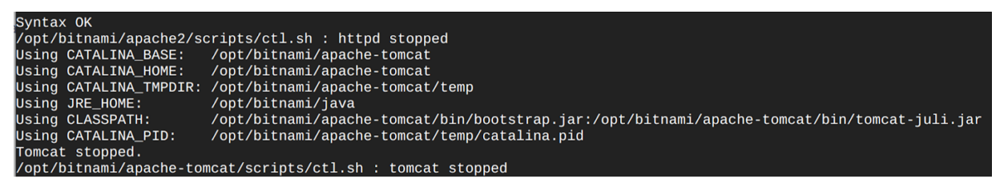 Syntax OK
/opt/bitnami/apache2/scripts/ctl.sh : httpd stopped
Using CATALINA_BASE:   /opt/bitnami/apache-tomcat
Using CATALINA_HOME:   /opt/bitnami/apache-tomcat
Using CATALINA_TMPDIR: /opt/bitnami/apache-tomcat/temp
Using JRE_HOME:        /opt/bitnami/java
Using CLASSPATH:       /opt/bitnami/apache-tomcat/bin/bootstrap.jar:/opt/bitnami/apache-tomcat/bin/tomcat-juli.jar
Using CATALINA_PID:    /opt/bitnami/apache-tomcat/temp/catalina.pid
Tomcat stopped.
/opt/bitnami/apache-tomcat/scripts/ctl.sh : tomcat stopped